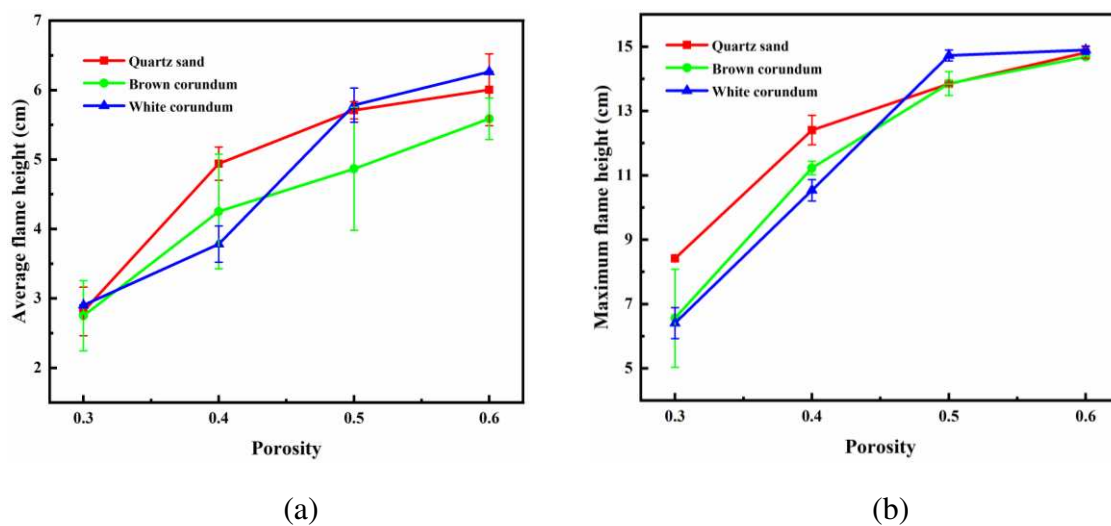 7
6
5
4
3
2
Average flame height (cm)
Quartz sand
Brown corundum
White corundum
0.3 0.4 0.5 0.6
Porosity
(a)
15
13
11
9
7
5
Maximum flame height (cm)
Quartz sand
Brown corundum
White corundum
0.3 0.4 0.5 0.6
Porosity
(b)